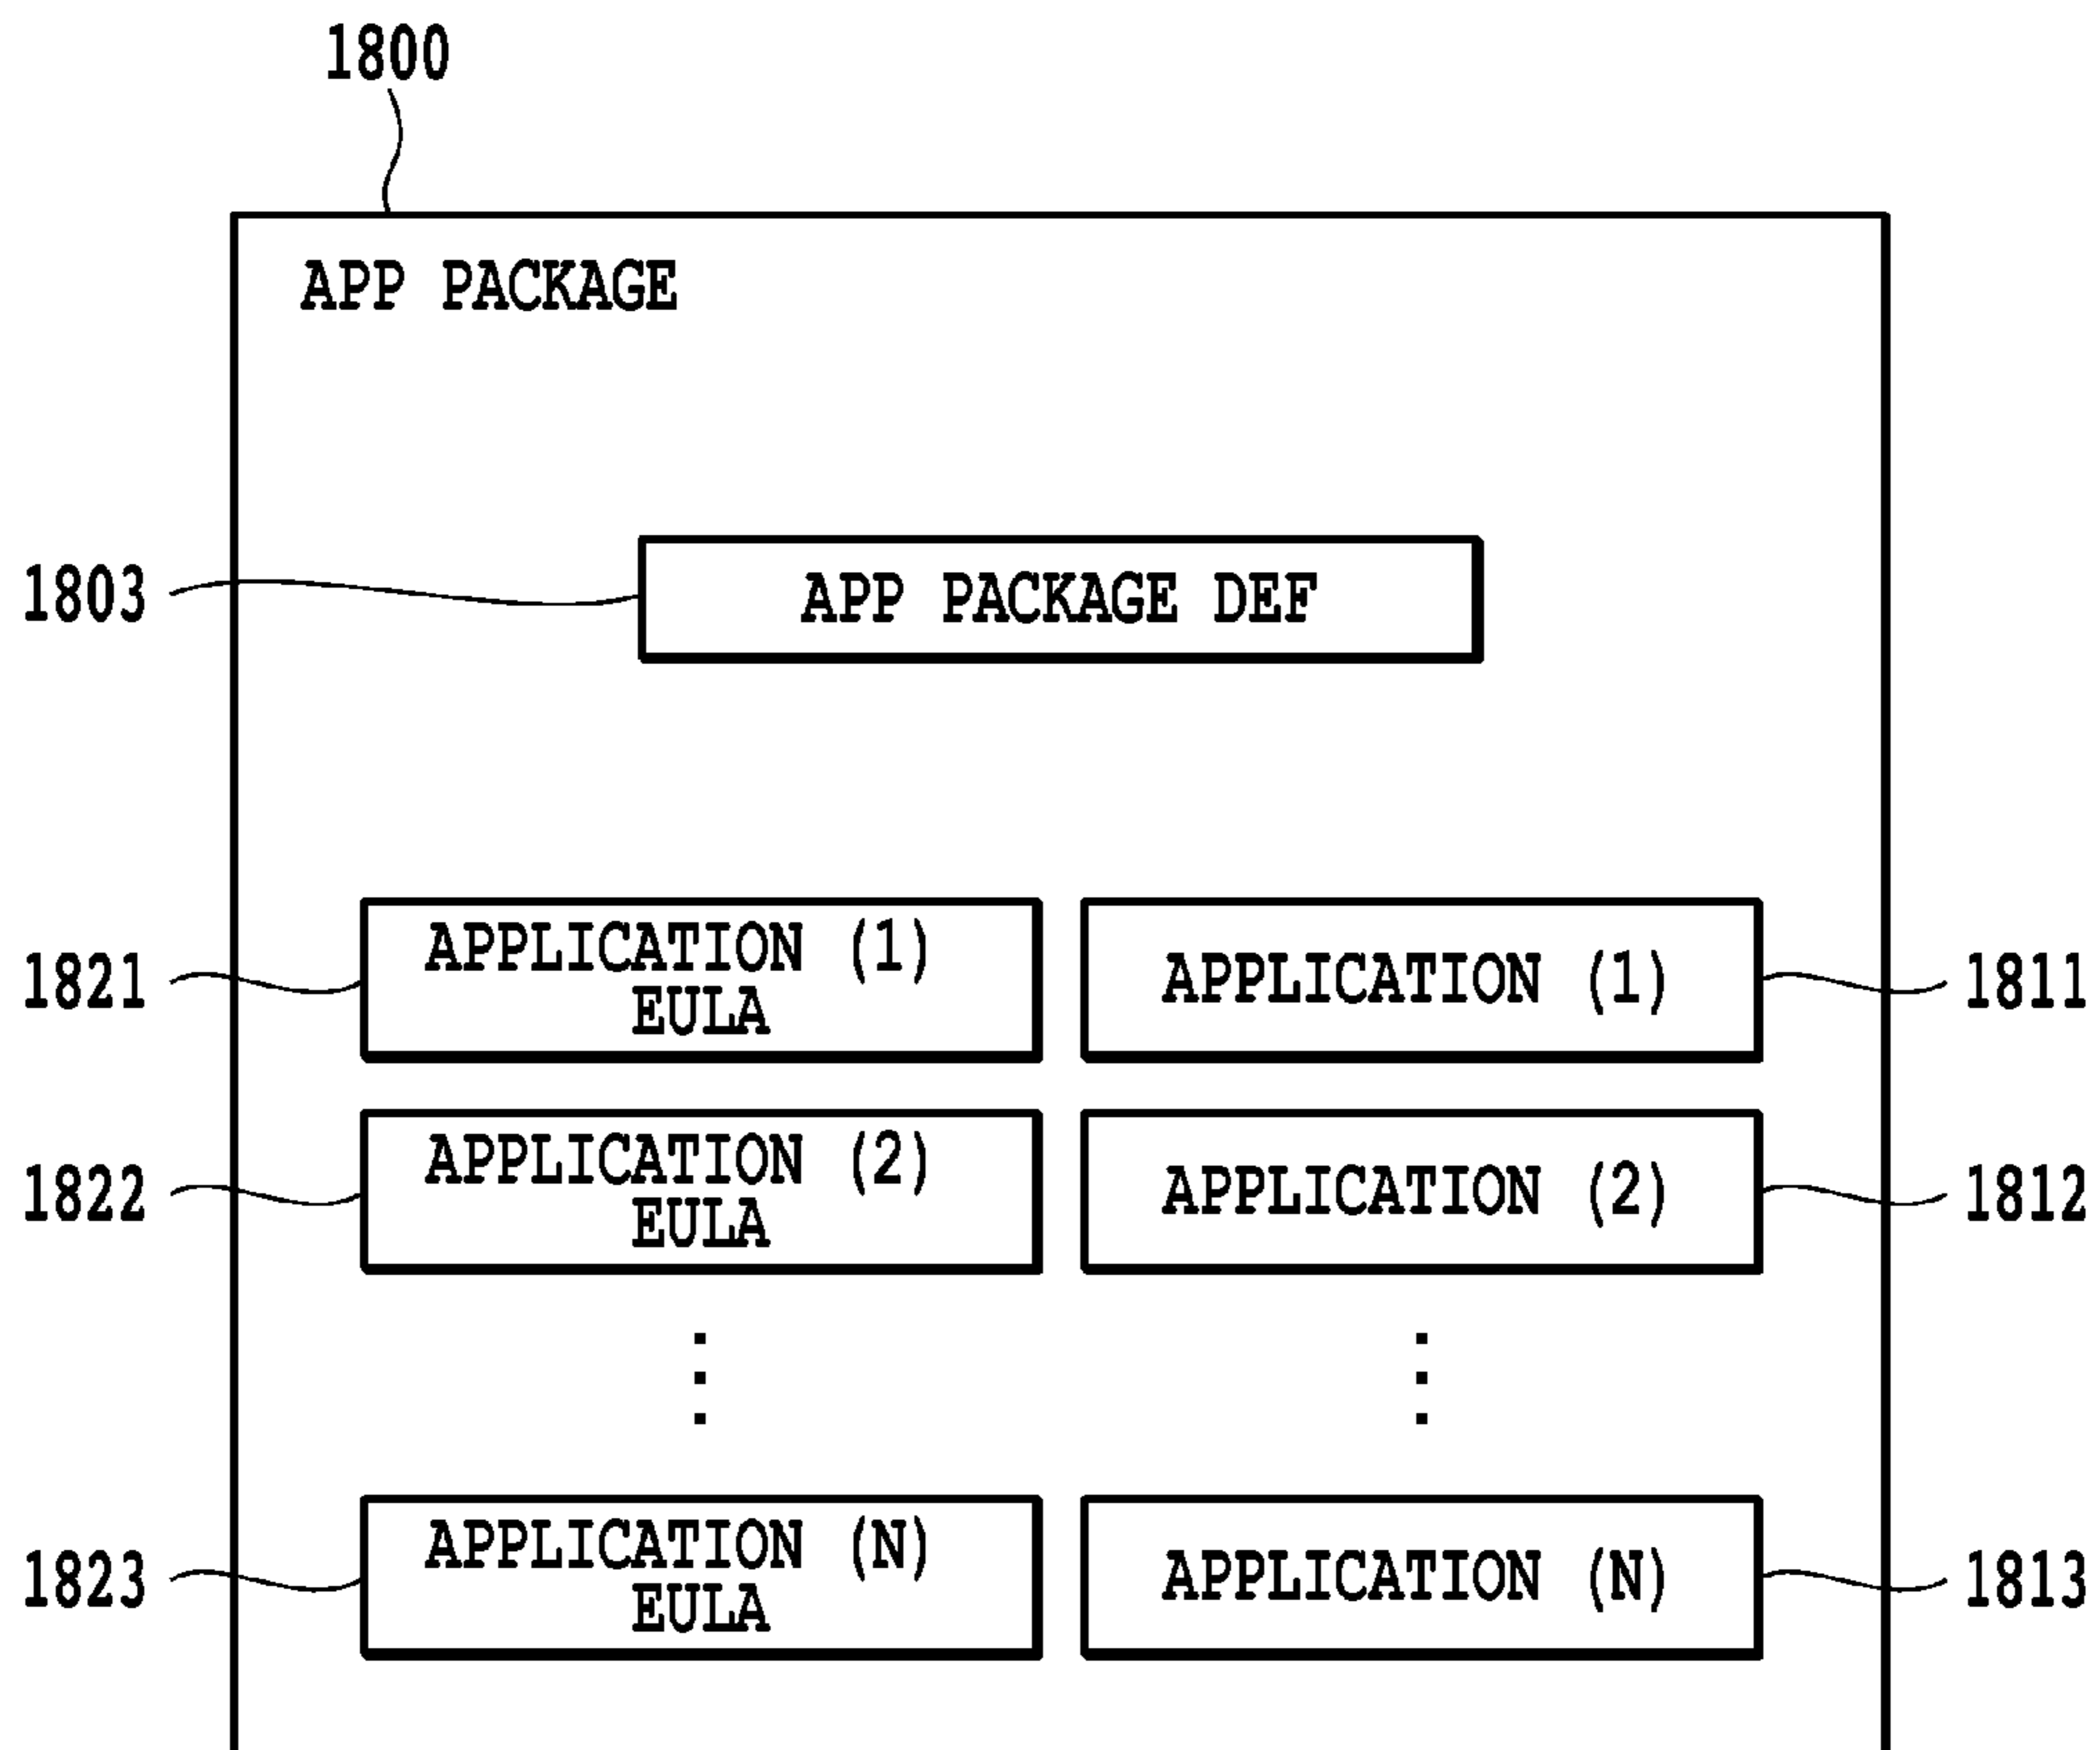 1800
APP PACKAGE
1803
APP PACKAGE DEF
1821
APPLICATION (1)
EULA
APPLICATION (1)
1811
1822
APPLICATION (2)
EULA
APPLICATION (2)
1812
1823
APPLICATION (N)
EULA
APPLICATION (N)
1813